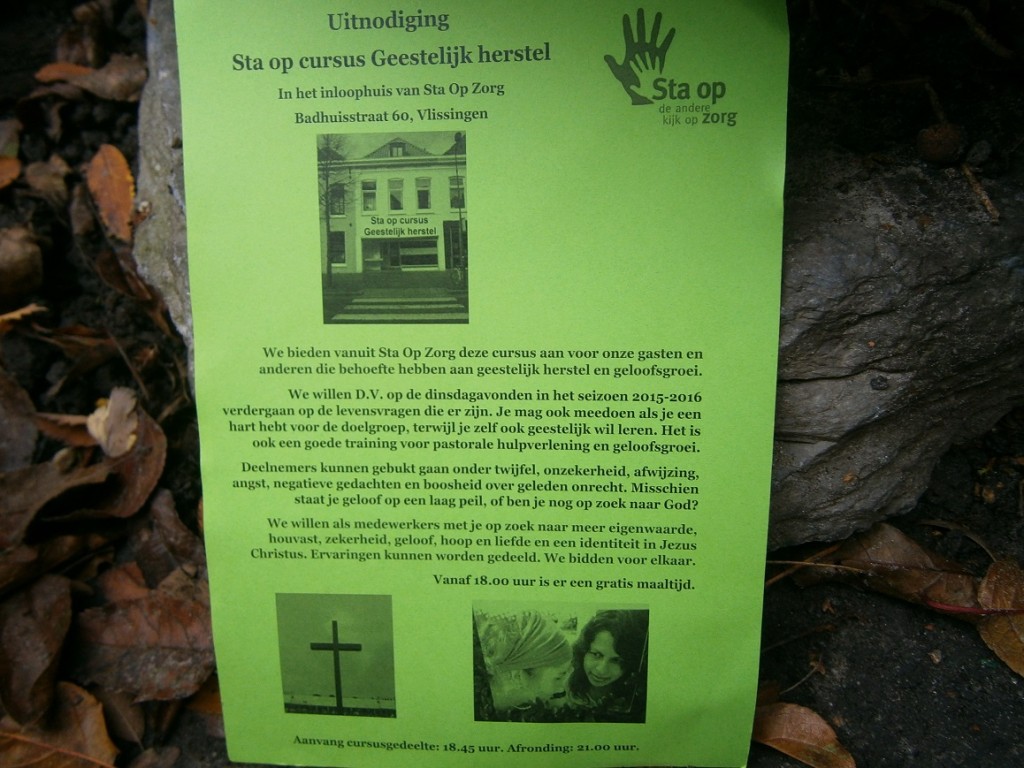 Uitnodiging
Sta op cursus Geestelijk herstel
In het inloophuis van Sta Op Zorg
Badhuisstraat 60, Vlissingen
Sta op
de andere
kijk op zorg
Sta op cursus
Geestelijk herstel
We bieden vanuit Sta Op Zorg deze cursus aan voor onze gasten en
anderen die behoefte hebben aan geestelijk herstel en geloofsgroei.
We willen D.V. op de dinsdagavonden in het seizoen 2015-2016
verdergaan op de levensvragen die er zijn. Je mag ook meedoen als je een
hart hebt voor de doelgroep, terwijl je zelf ook geestelijk wil leren. Het is
ook een goede training voor pastorale hulpverlening en geloofsgroei.
Deelnemers kunnen gebukt gaan onder twijfel, onzekerheid, afwijzing,
angst, negatieve gedachten en boosheid over geleden onrecht. Misschien
staat je geloof op een laag peil, of ben je nog op zoek naar God?
We willen als medewerkers met je op zoek naar meer eigenwaarde,
houvast, zekerheid, geloof, hoop en liefde en een identiteit in Jezus
Christus. Ervaringen kunnen worden gedeeld. We bidden voor elkaar.
Vanaf 18.00 uur is er een gratis maaltijd.
Aanvang cursusgedeelte: 18.45 uur. Afronding: 21.00 uur.